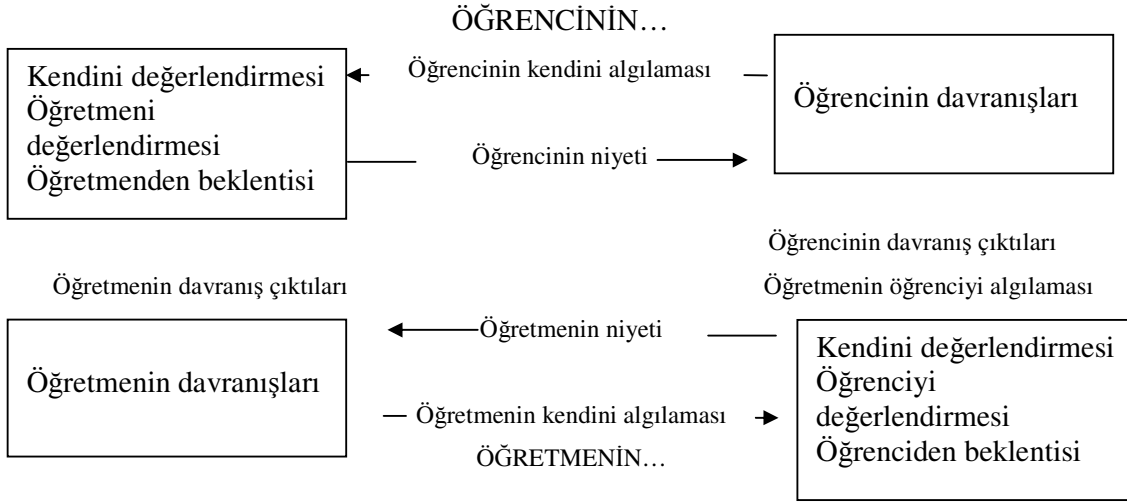 ÖĞRENCİNİN…
Kendini değerlendirmesi
Öğretmeni
değerlendirmesi
Öğretmenden beklentisi
Öğrencinin kendini algılaması
Öğrencinin niyeti
Öğrencinin davranışları
Öğrencinin davranış çıktıları
Öğretmenin davranış çıktıları
Öğretmenin öğrenciyi algılaması
Öğretmenin davranışları
Öğretmenin niyeti
Öğretmenin kendini algılaması
Kendini değerlendirmesi
Öğrenciyi
değerlendirmesi
Öğrenciden beklentisi
ÖĞRETMENİN…